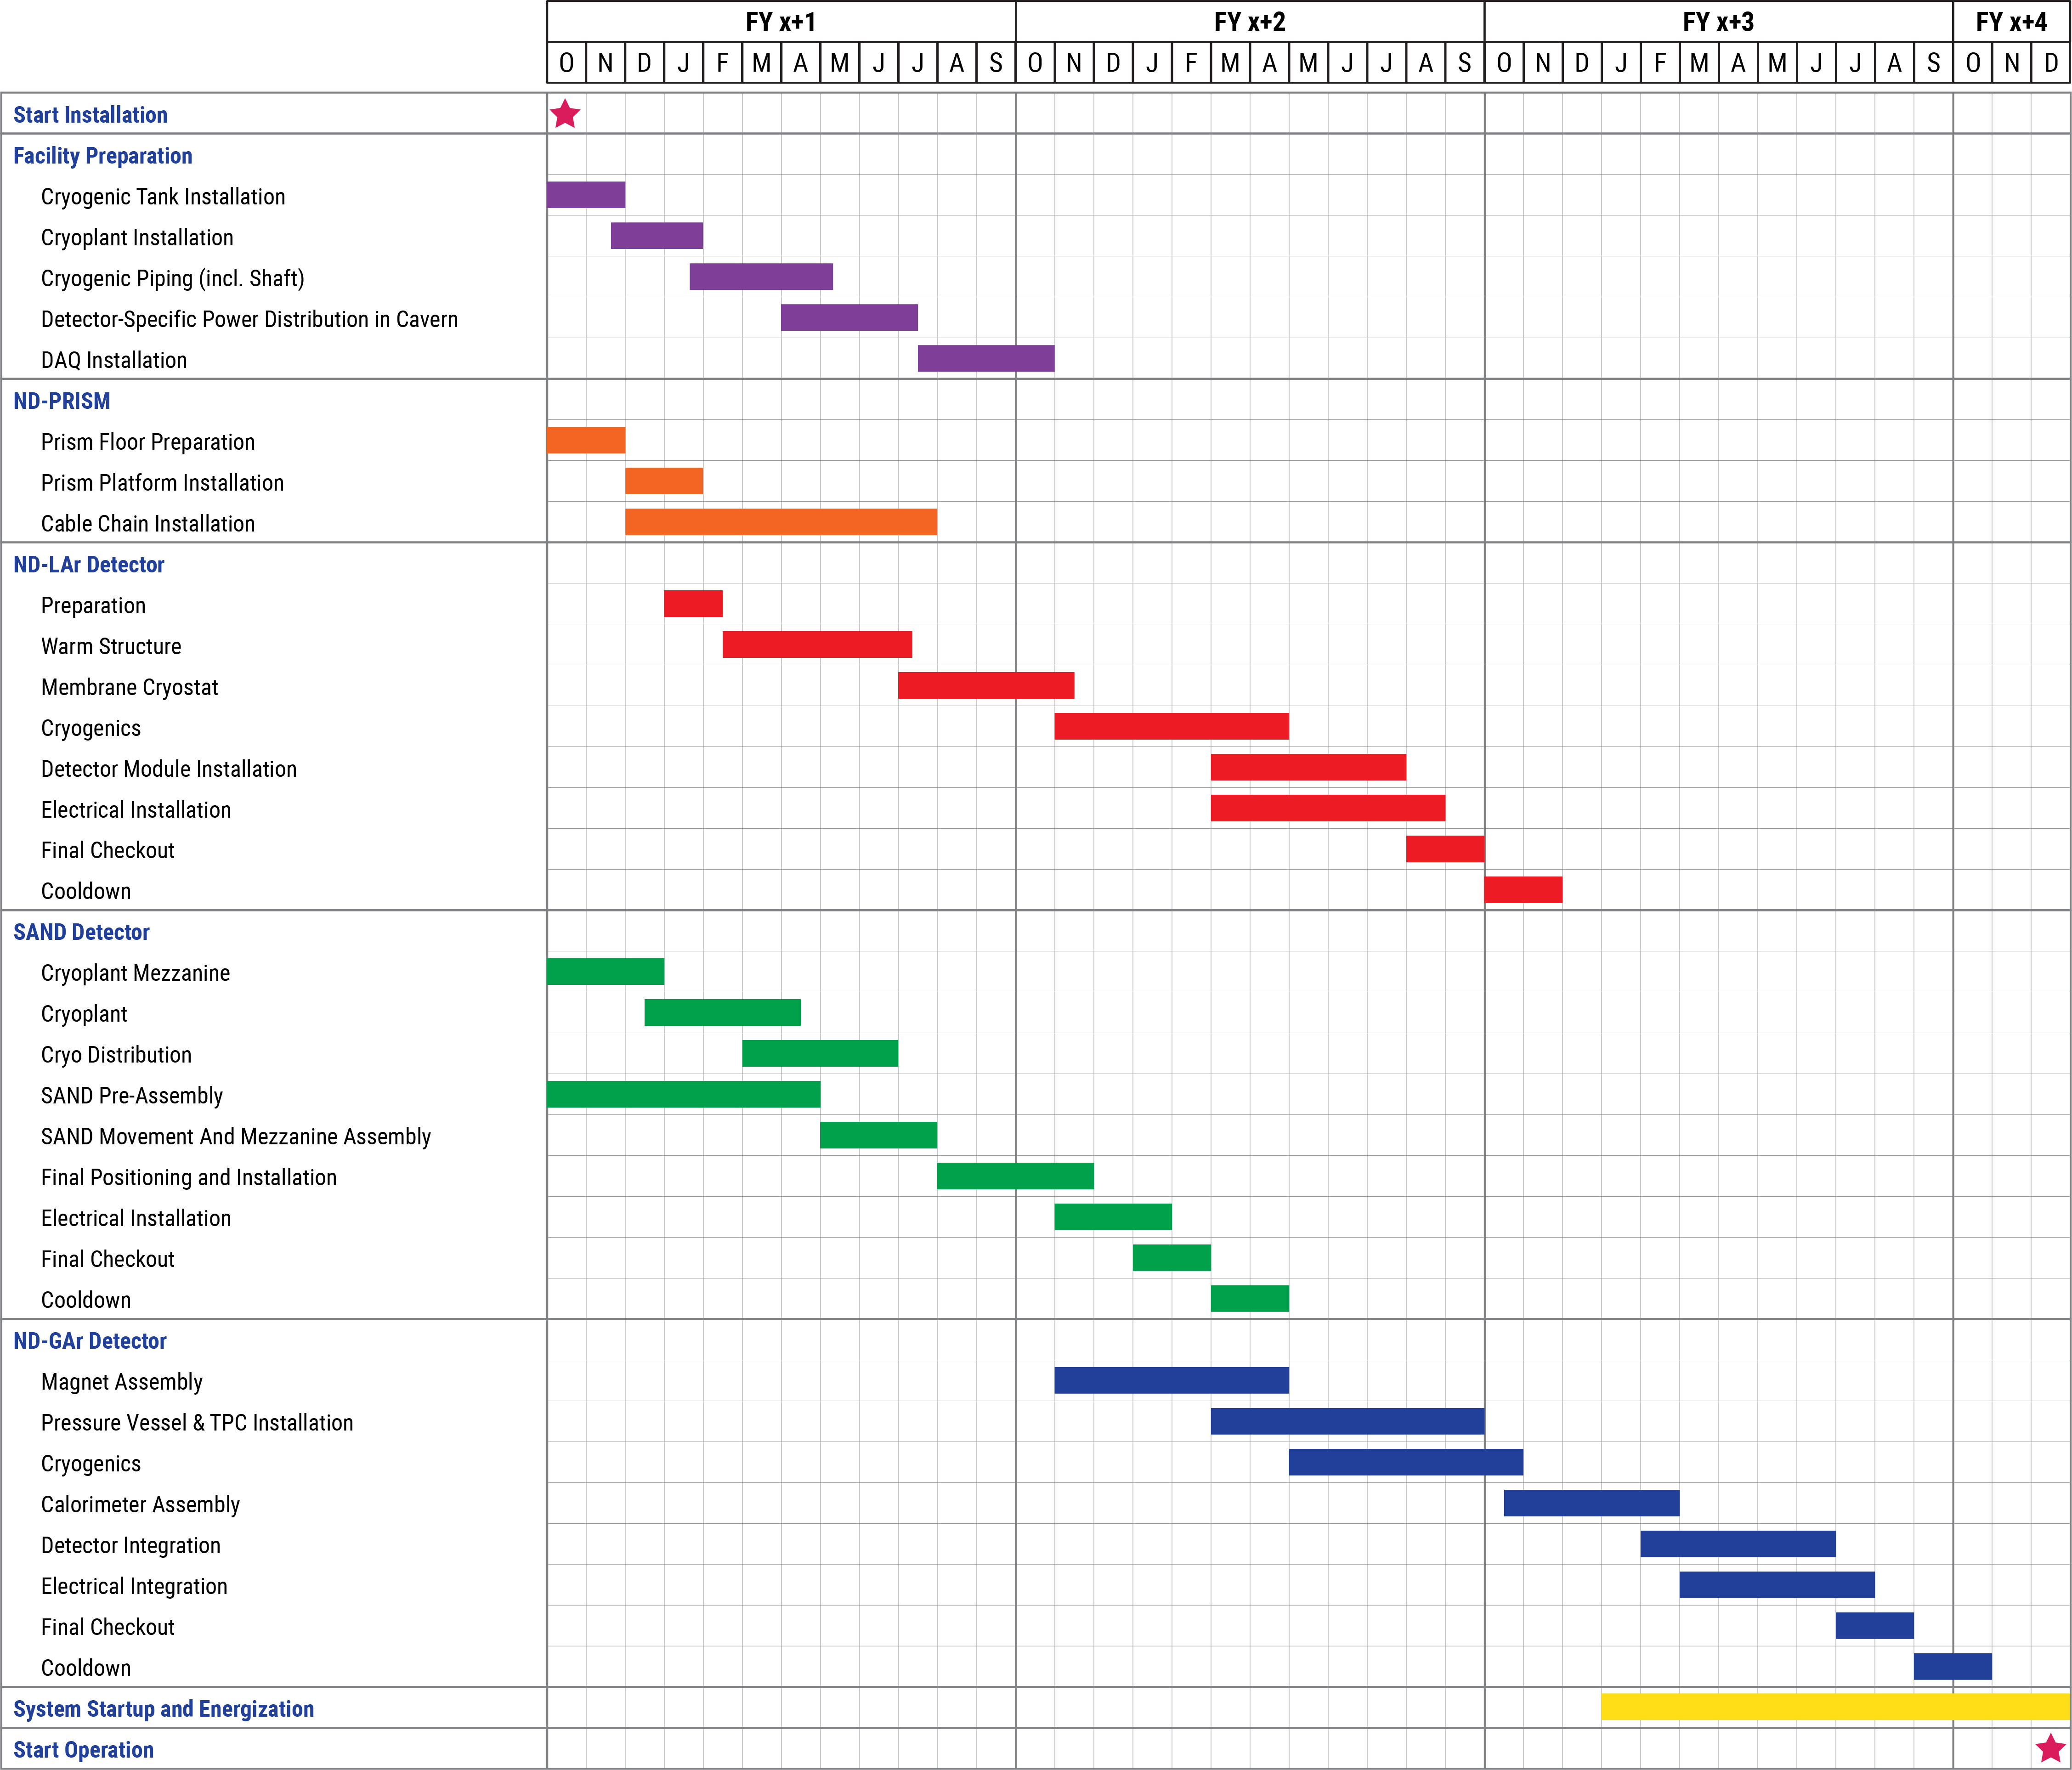 FY x+1 FY x+2 FY x+3 FY x+4
O N D J F M A M J J A S O N D J F M A M J J A S O N D J F M A M J J A S O N D
Start Installation
Facility Preparation
Cryogenic Tank Installation
Cryoplant Installation
Cryogenic Piping (incl. Shaft)
Detector-Specific Power Distribution in Cavern
DAQ Installation
ND-PRISM
Prism Floor Preparation
Prism Platform Installation
Cable Chain Installation
ND-LAr Detector
Preparation
Warm Structure
Membrane Cryostat
Cryogenics
Detector Module Installation
Electrical Installation
Final Checkout
Cooldown
SAND Detector
Cryoplant Mezzanine
Cryoplant
Cryo Distribution
SAND Pre-Assembly
SAND Movement And Mezzanine Assembly
Final Positioning and Installation
Electrical Installation
Final Checkout
Cooldown
ND-GAr Detector
Magnet Assembly
Pressure Vessel & TPC Installation
Cryogenics
Calorimeter Assembly
Detector Integration
Electrical Integration
Final Checkout
Cooldown
System Startup and Energization
Start Operation